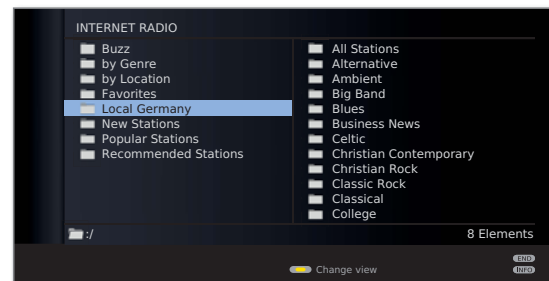 INTERNET RADIO
Buzz
by Genre
by Location
Favorites
Local Germany
New Stations
Popular Stations
Recommended Stations
All Stations
Alternative
Ambient
Big Band
Blues
Business News
Celtic
Christian Contemporary
Christian Rock
Classic Rock
Classical
College
:/
8 Elements
END
Change view
INFO